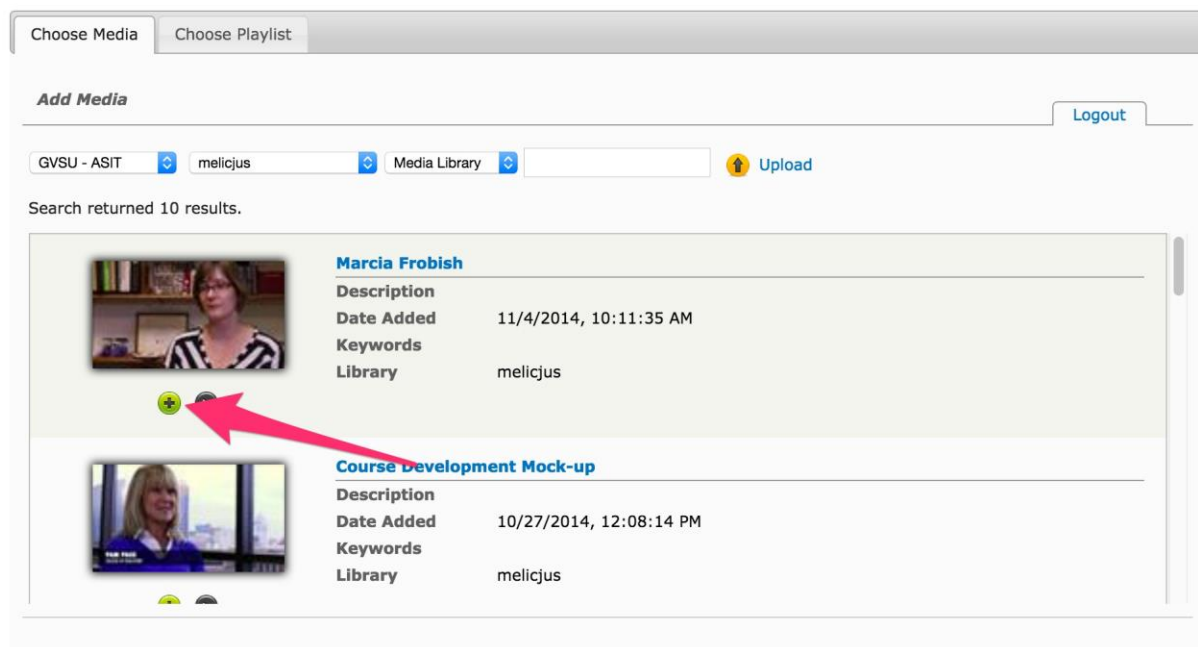 Choose Media Choose Playlist
Add Media
Logout
GVSU - ASIT melicjus Media Library Upload
Search returned 10 results.
Marcia Frobish
Description
Date Added 11/4/2014, 10:11:35 AM
Keywords
Library melicjus
Course Development Mock-up
Description
Date Added 10/27/2014, 12:08:14 PM
Keywords
Library melicjus